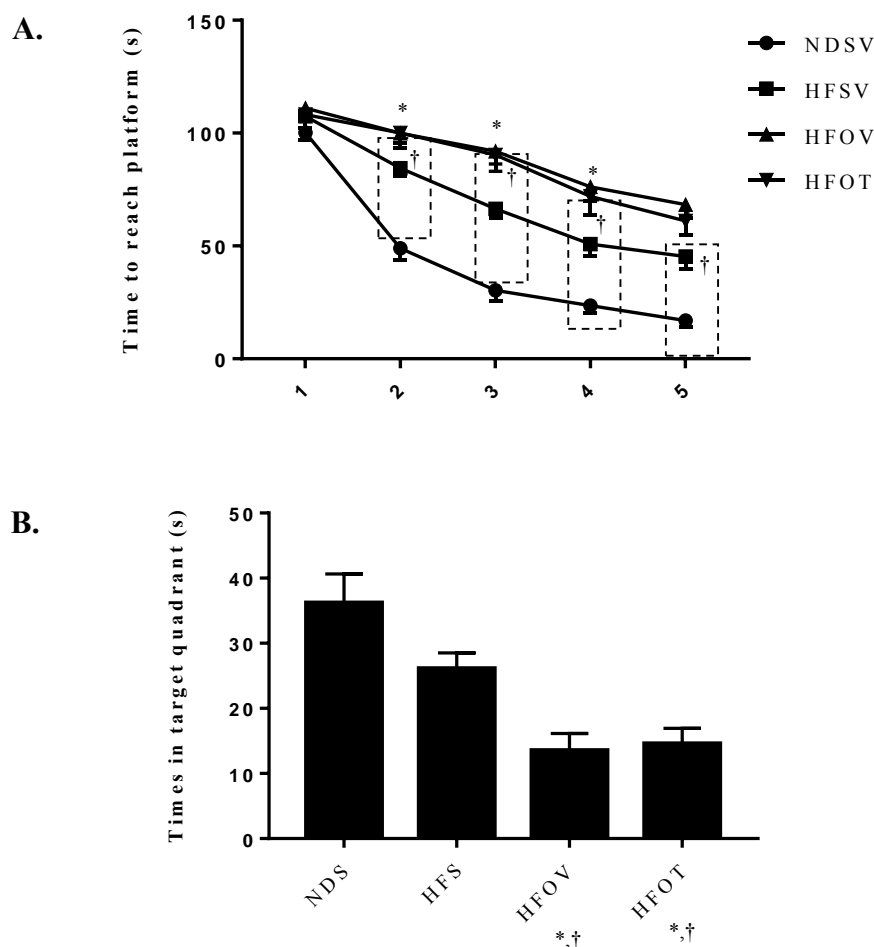 A.
Time to reach platform (s)
150
100
50
0
1
2
3
4
5
*
*
*
†
†
†
†
NDSV
HFSV
HFOV
HFOT
B.
Times in target quadrant (s)
50
40
30
20
10
0
NDS
HFS
HFOV
*,†
HFOT
*,†